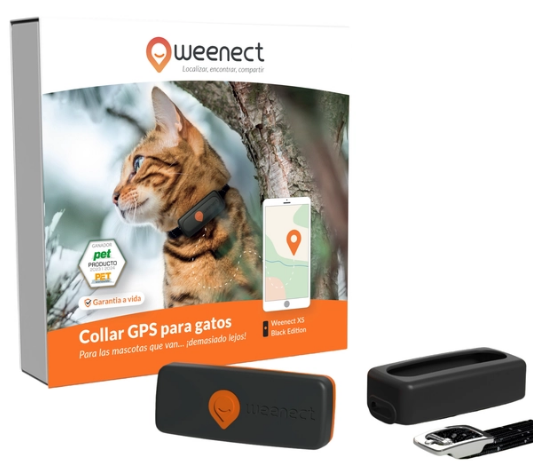 weenect
Localizar, encontrar, compartir
GANADOR
pet
PRODUCTO
PET
Garantía a vida
Collar GPS para gatos
Para las mascotas que van... ¡demasiado lejos!
Weenect XS
Black Edition
weenect